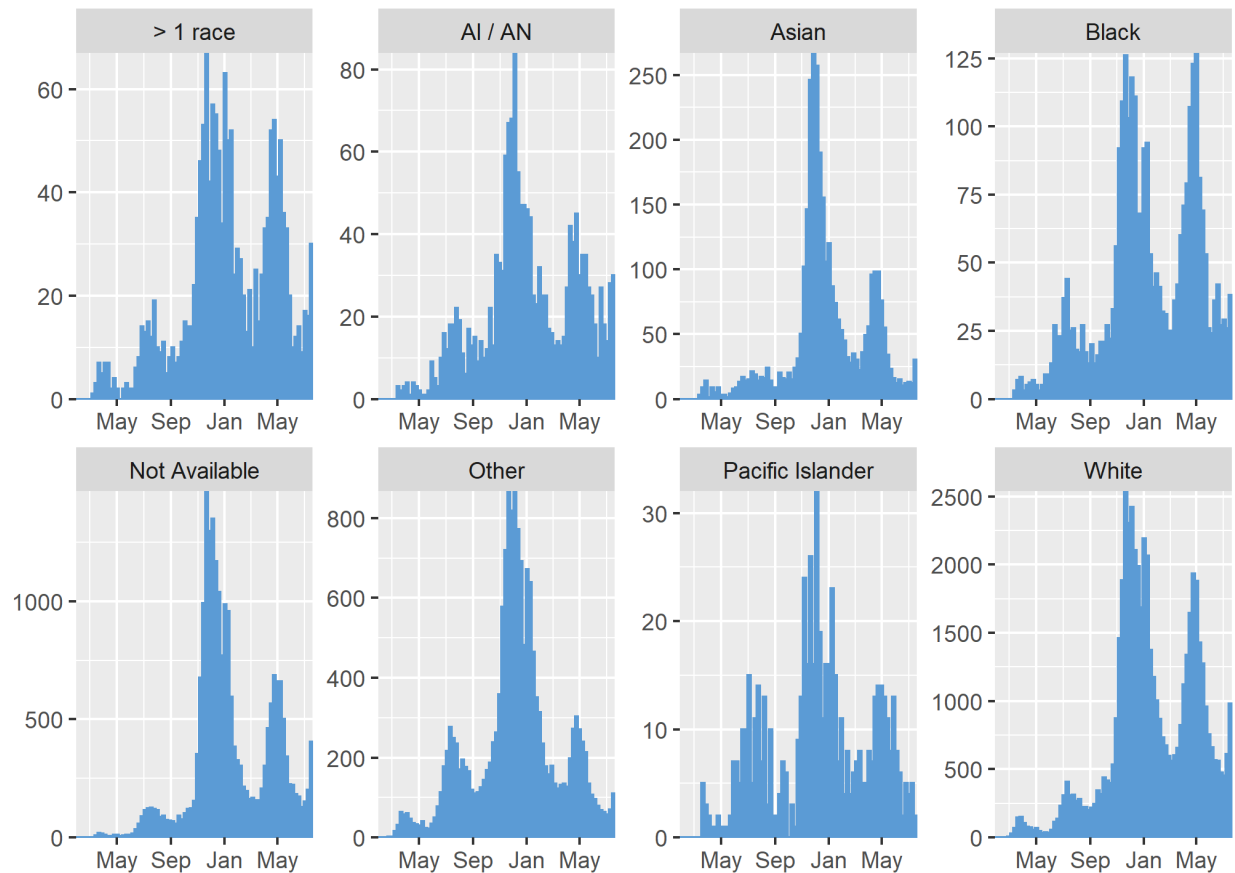 > 1 race
AI / AN
Asian
Black
60
40
20
0
80
60
40
20
0
250
200
150
100
50
0
125
100
75
50
25
0
May Sep Jan May
May Sep Jan May
May Sep Jan May
May Sep Jan May
Not Available
Other
Pacific Islander
White
1000
500
0
800
600
400
200
0
30
20
10
0
2500
2000
1500
1000
500
0
May Sep Jan May
May Sep Jan May
May Sep Jan May
May Sep Jan May